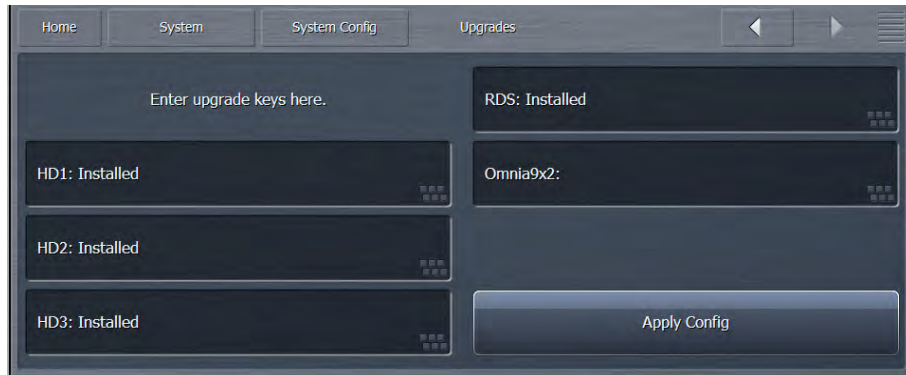 Home System System Config Upgrades
Enter upgrade keys here.
RDS: Installed
HD1: Installed
Omnia9x2:
HD2: Installed
HD3: Installed
Apply Config